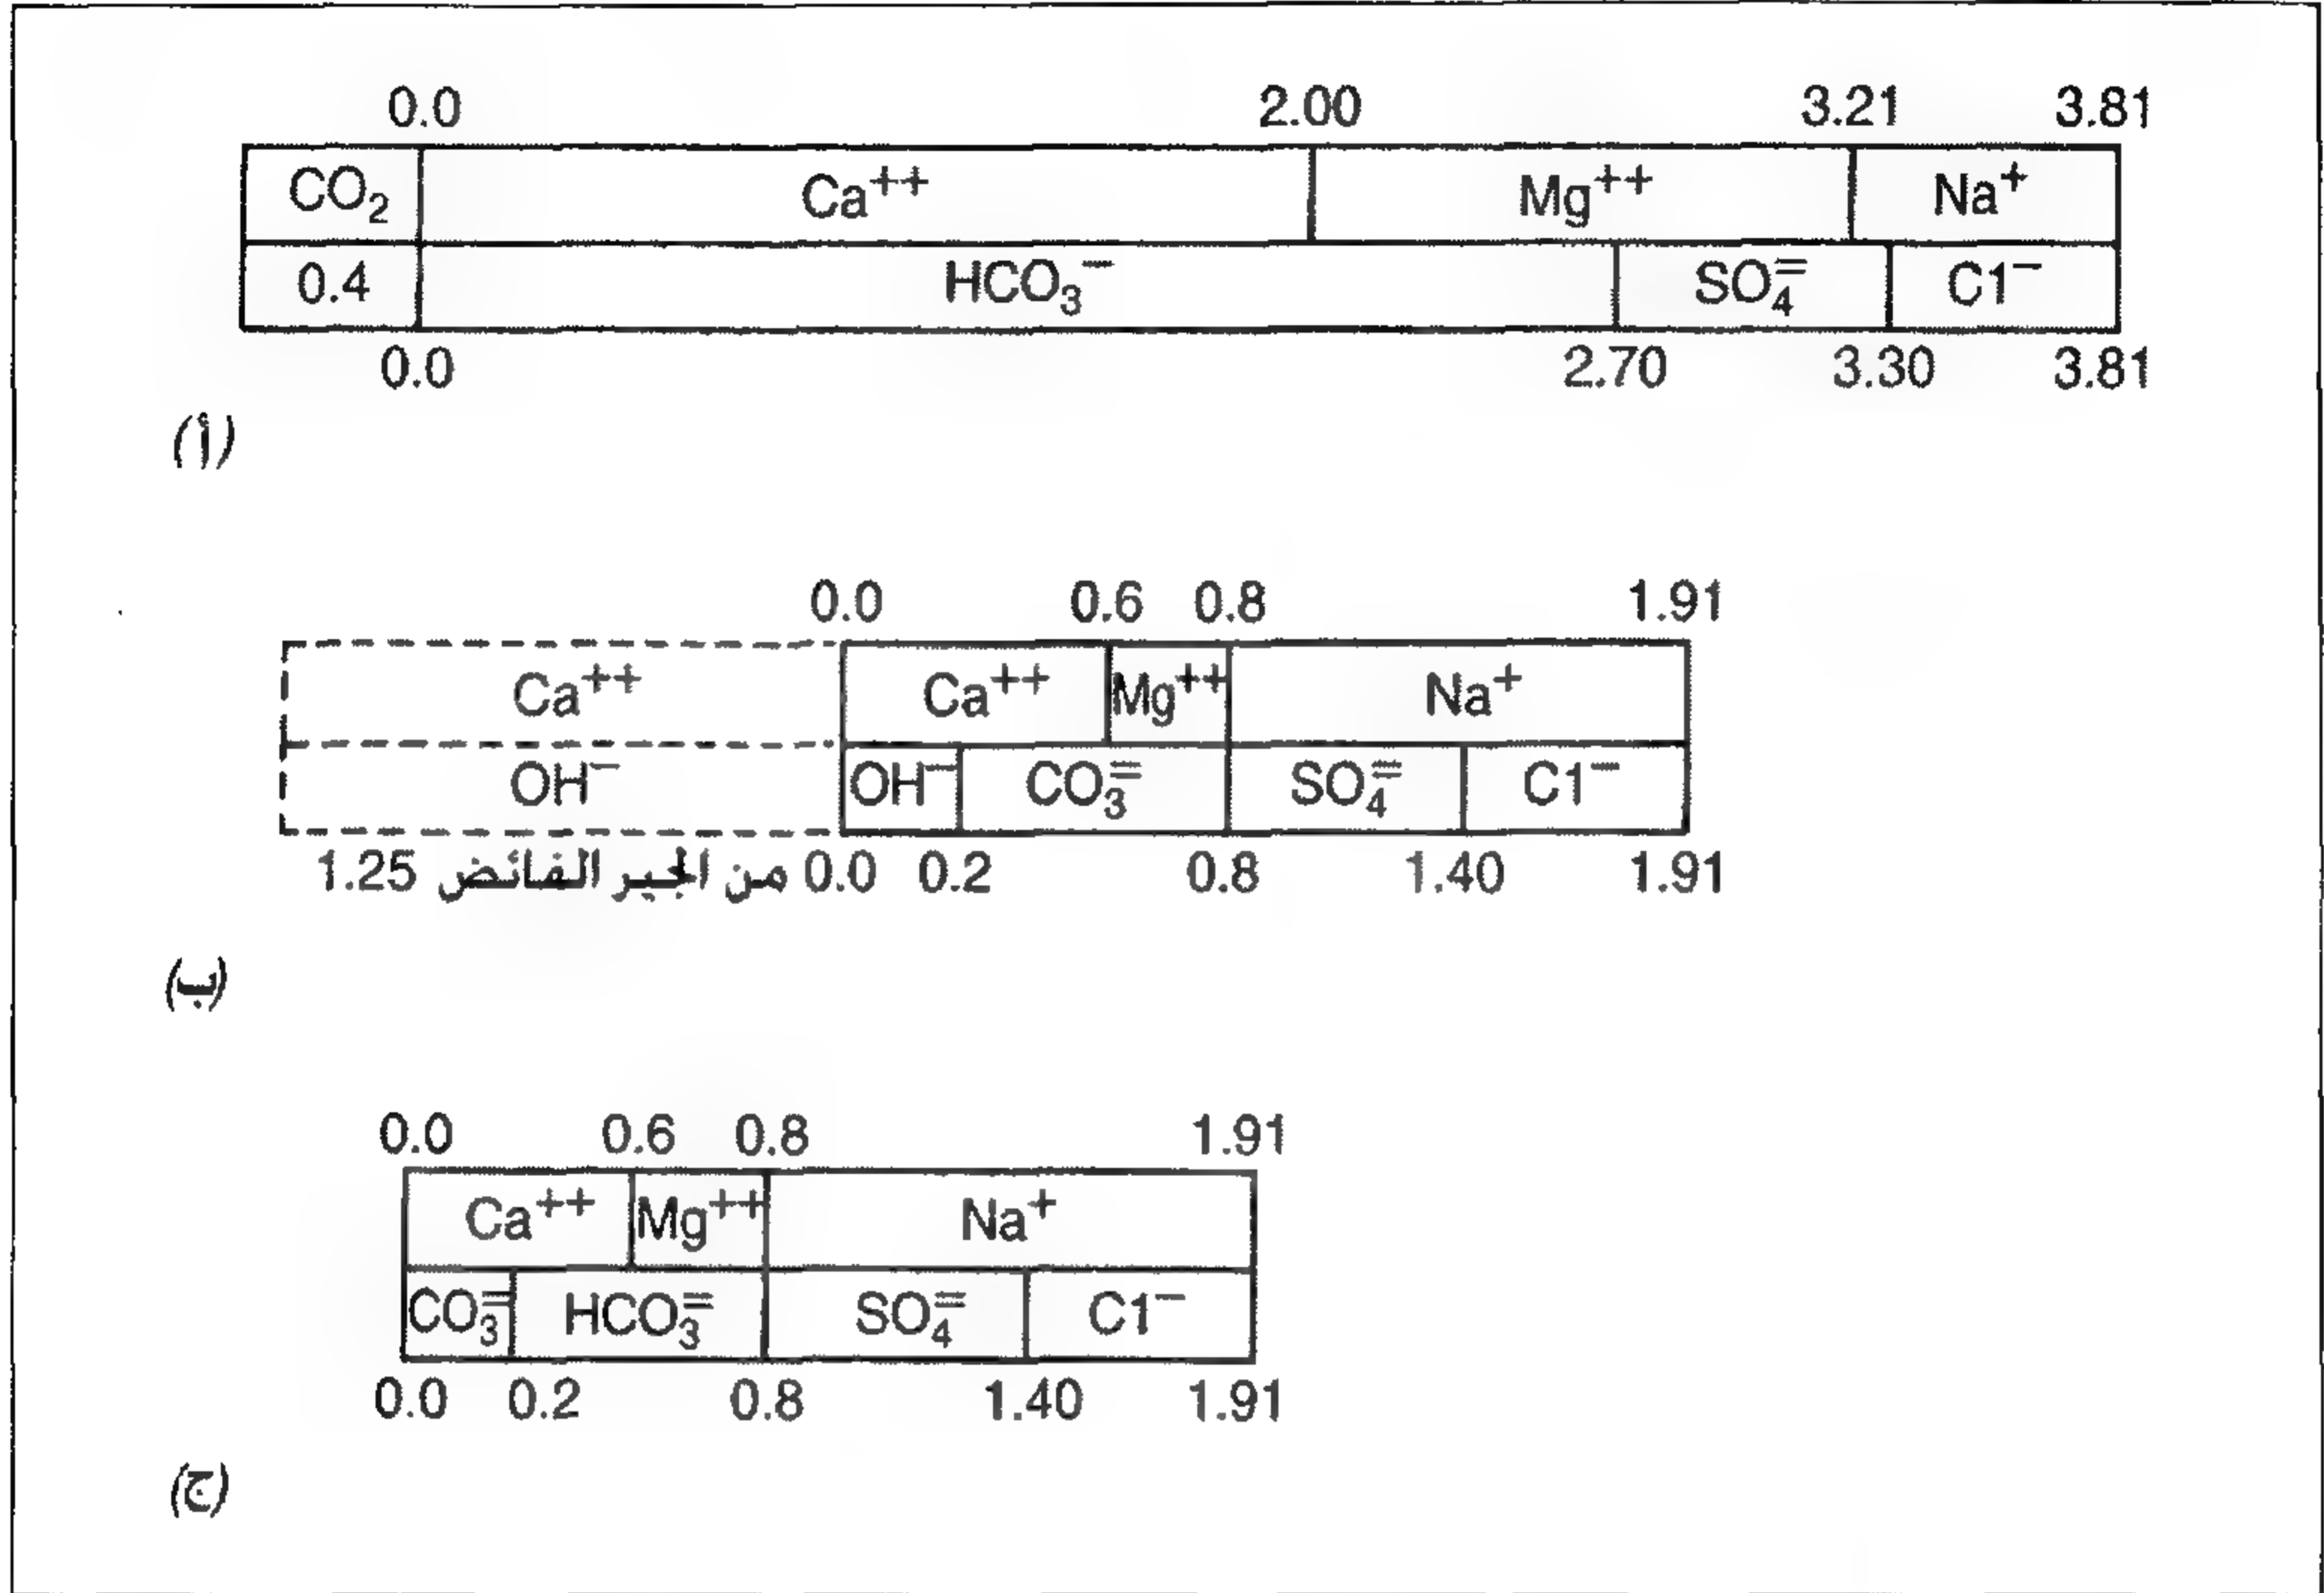 0.0 2.00 3.21 3.81
CO₂ Ca⁺⁺ Mg⁺⁺ Na⁺
0.4 HCO₃⁻ SO₄⁼ C1⁻
0.0 2.70 3.30 3.81
(أ)
0.0 0.6 0.8 1.91
Ca⁺⁺ Ca⁺⁺ Mg⁺⁺ Na⁺
OH⁻ OH⁻ CO₃⁼ SO₄⁼ C1⁻
1.25 من الجير الفائض 0.0 0.2 0.8 1.40 1.91
(ب)
0.0 0.6 0.8 1.91
Ca⁺⁺ Mg⁺⁺ Na⁺
CO₃⁼ HCO₃⁼ SO₄⁼ C1⁻
0.0 0.2 0.8 1.40 1.91
(ج)